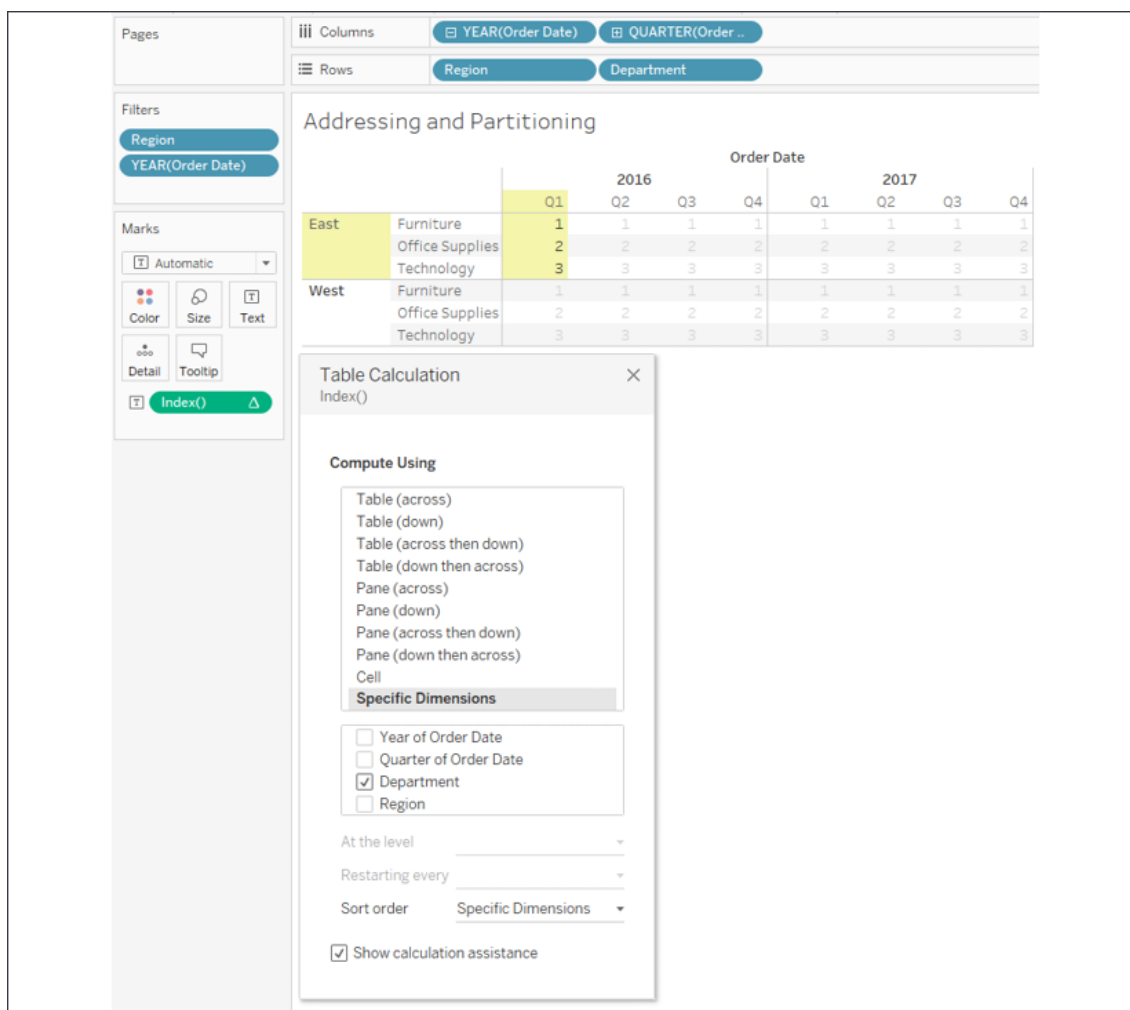 Pages
Columns YEAR(Order Date) QUARTER(Order ..
Rows Region Department
Filters
Region
YEAR(Order Date)
Marks
Automatic
Color Size Text
Detail Tooltip
Index()
Addressing and Partitioning
Order Date
2016 2017
Q1 Q2 Q3 Q4 Q1 Q2 Q3 Q4
East Furniture 1 1 1 1 1 1 1 1
Office Supplies 2 2 2 2 2 2 2 2
Technology 3 3 3 3 3 3 3 3
West Furniture 1 1 1 1 1 1 1 1
Office Supplies 2 2 2 2 2 2 2 2
Technology 3 3 3 3 3 3 3 3
Table Calculation
Index()
Compute Using
Table (across)
Table (down)
Table (across then down)
Table (down then across)
Pane (across)
Pane (down)
Pane (across then down)
Pane (down then across)
Cell
Specific Dimensions
Year of Order Date
Quarter of Order Date
Department
Region
At the level
Restarting every
Sort order Specific Dimensions
Show calculation assistance